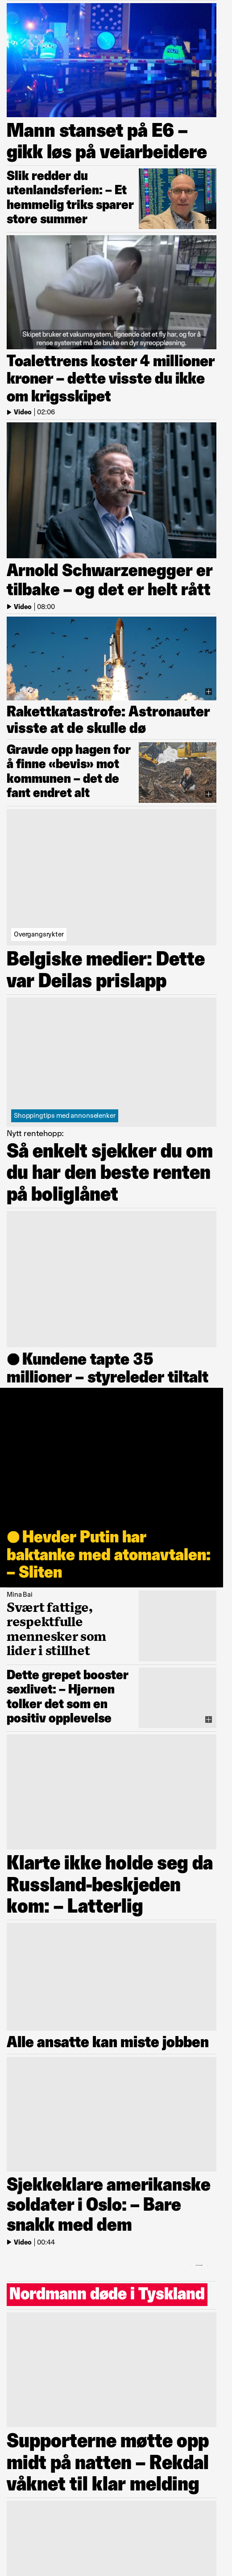 Mann stanset på E6 –
gikk løs på veiarbeidere
Slik redder du
utenlandsferien: – Et
hemmelig triks sparer
store summer
Skipet bruker et vakumsystem, lignende det et fly har, og for å
rense systemet må de bruke en dyr syreoppløsning.
Toalettrens koster 4 millioner
kroner – dette visste du ikke
om krigsskipet
Video | 02:06
Arnold Schwarzenegger er
tilbake – og det er helt rått
Video | 08:00
Rakettkatastrofe: Astronauter
visste at de skulle dø
Gravde opp hagen for
å finne «bevis» mot
kommunen – det de
fant endret alt
Overgangsrykter
Belgiske medier: Dette
var Deilas prislapp
Shoppingtips med annonselenker
Nytt rentehopp:
Så enkelt sjekker du om
du har den beste renten
på boliglånet
Kundene tapte 35
millioner – styreleder tiltalt
Hevder Putin har
baktanke med atomavtalen:
– Sliten
Mina Bai
Svært fattige,
respektfulle
mennesker som
lider i stillhet
Dette grepet booster
sexlivet: – Hjernen
tolker det som en
positiv opplevelse
Klarte ikke holde seg da
Russland-beskjeden
kom: – Latterlig
Alle ansatte kan miste jobben
Sjekkeklare amerikanske
soldater i Oslo: – Bare
snakk med dem
Video | 00:44
Nordmann døde i Tyskland
Supporterne møtte opp
midt på natten – Rekdal
våknet til klar melding